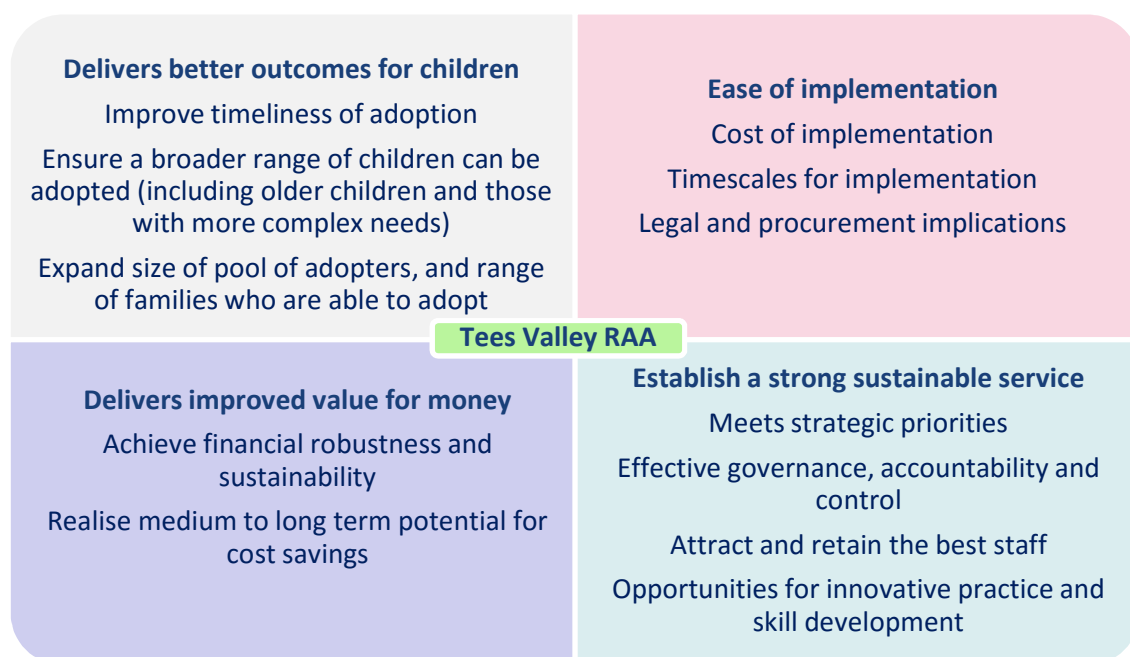 Delivers better outcomes for children
Improve timeliness of adoption
Ensure a broader range of children can be
adopted (including older children and those
with more complex needs)
Expand size of pool of adopters, and range
of families who are able to adopt
Ease of implementation
Cost of implementation
Timescales for implementation
Legal and procurement implications
Tees Valley RAA
Delivers improved value for money
Achieve financial robustness and
sustainability
Realise medium to long term potential for
cost savings
Establish a strong sustainable service
Meets strategic priorities
Effective governance, accountability and
control
Attract and retain the best staff
Opportunities for innovative practice and
skill development